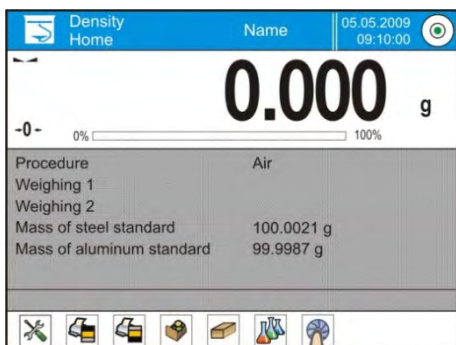 Density
Home
Name
05.05.2009
09:10:00
0.000 g
-0-
0% 100%
Procedure Air
Weighing 1
Weighing 2
Mass of steel standard 100.0021 g
Mass of aluminum standard 99.9987 g